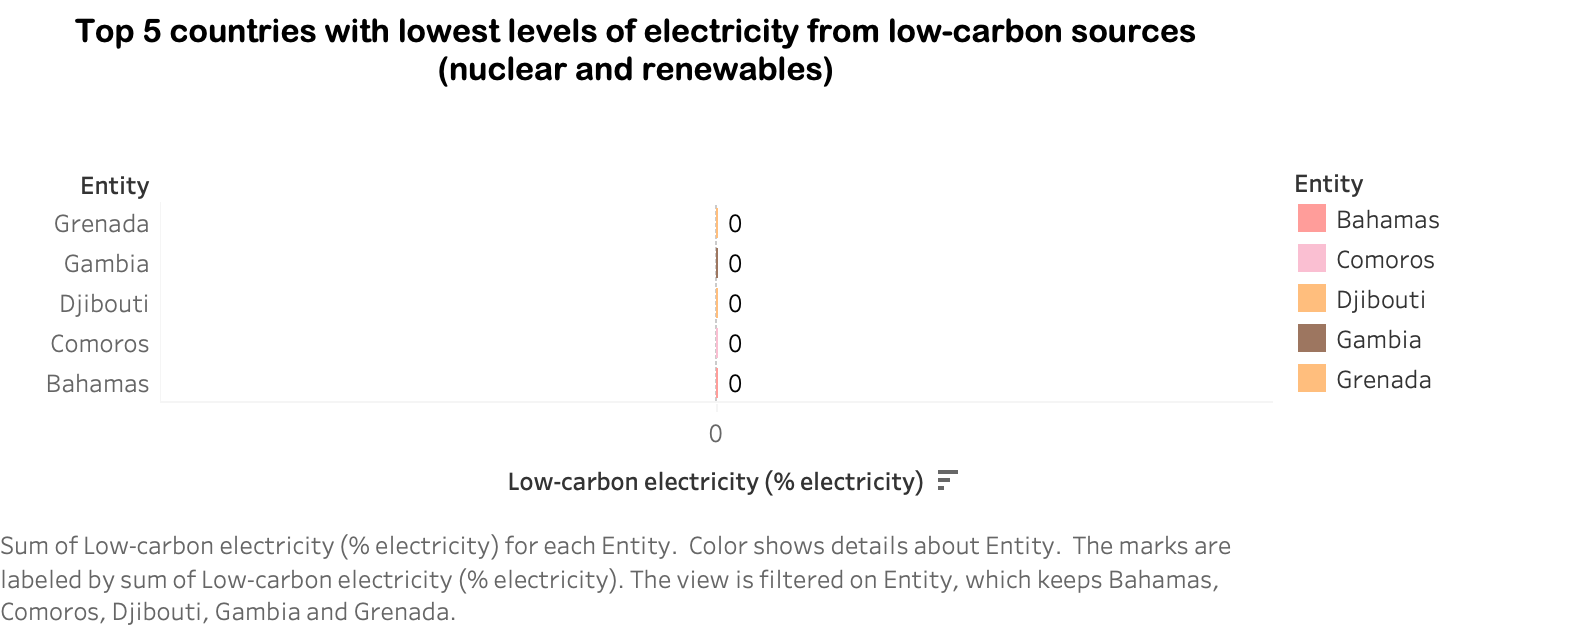 Top 5 countries with lowest levels of electricity from low-carbon sources
(nuclear and renewables)
Entity
Grenada 0
Gambia 0
Djibouti 0
Comoros 0
Bahamas 0
0
Low-carbon electricity (% electricity)
Entity
Bahamas
Comoros
Djibouti
Gambia
Grenada
Sum of Low-carbon electricity (% electricity) for each Entity.  Color shows details about Entity.  The marks are
labeled by sum of Low-carbon electricity (% electricity). The view is filtered on Entity, which keeps Bahamas,
Comoros, Djibouti, Gambia and Grenada.